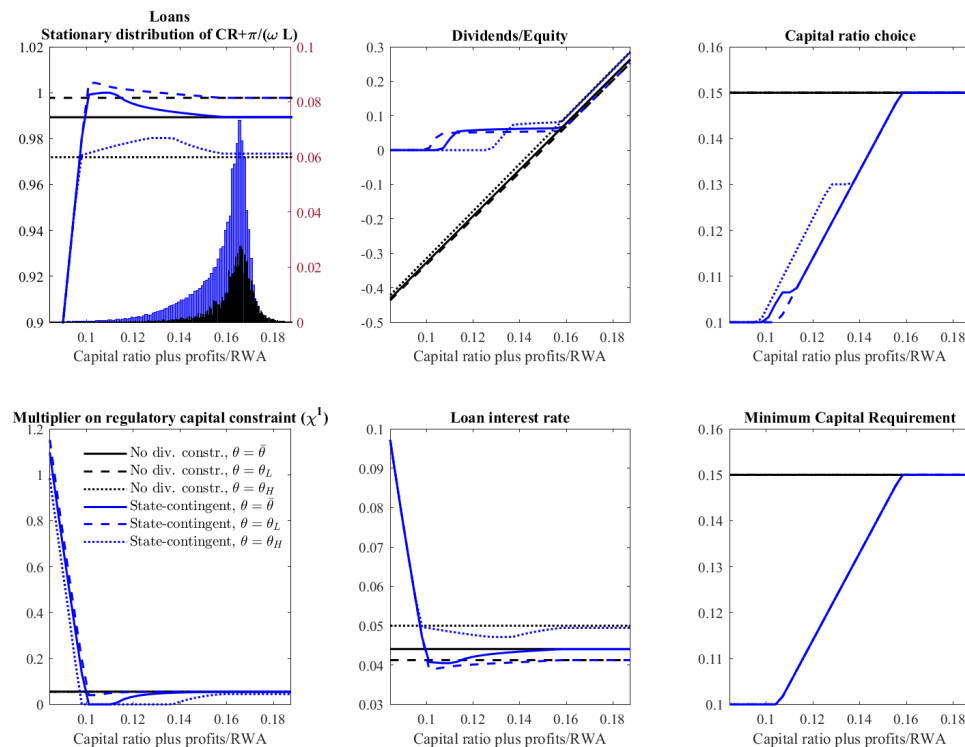 Loans
Stationary distribution of CR+π/(ω L)
1.02
1
0.98
0.96
0.94
0.92
0.9
0.1
0.08
0.06
0.04
0.02
0
0.1 0.12 0.14 0.16 0.18
Capital ratio plus profits/RWA
Dividends/Equity
0.3
0.2
0.1
0
-0.1
-0.2
-0.3
-0.4
-0.5
0.1 0.12 0.14 0.16 0.18
Capital ratio plus profits/RWA
Capital ratio choice
0.16
0.15
0.14
0.13
0.12
0.11
0.1
0.1 0.12 0.14 0.16 0.18
Capital ratio plus profits/RWA
Multiplier on regulatory capital constraint (χ¹)
1.2
1
0.8
0.6
0.4
0.2
0
No div. constr., θ = θ̄
No div. constr., θ = θ_L
No div. constr., θ = θ_H
State-contingent, θ = θ̄
State-contingent, θ = θ_L
State-contingent, θ = θ_H
0.1 0.12 0.14 0.16 0.18
Capital ratio plus profits/RWA
Loan interest rate
0.1
0.09
0.08
0.07
0.06
0.05
0.04
0.03
0.1 0.12 0.14 0.16 0.18
Capital ratio plus profits/RWA
Minimum Capital Requirement
0.16
0.15
0.14
0.13
0.12
0.11
0.1
0.1 0.12 0.14 0.16 0.18
Capital ratio plus profits/RWA